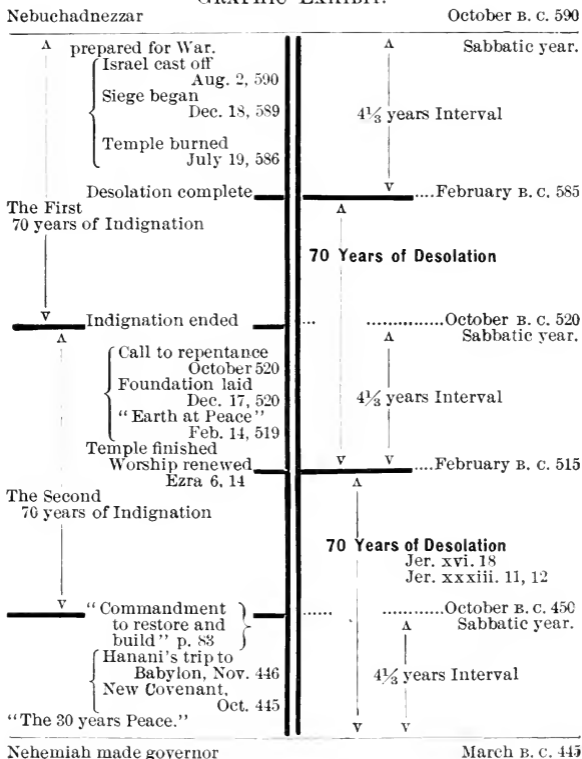 GRAPHIC EXHIBIT.
Nebuchadnezzar October B. C. 590
prepared for War. Sabbatic year.
Israel cast off
Aug. 2, 590
Siege began
Dec. 18, 589
4⅓ years Interval
Temple burned
July 19, 586
Desolation complete ....February B. C. 585
The First
70 years of Indignation
70 Years of Desolation
Indignation ended ... ..............October B. C. 520
Sabbatic year.
Call to repentance
October 520
Foundation laid
Dec. 17, 520
4⅓ years Interval
"Earth at Peace"
Feb. 14, 519
Temple finished
Worship renewed ....February B. C. 515
Ezra 6, 14
The Second
70 years of Indignation
70 Years of Desolation
Jer. xvi. 18
Jer. xxxiii. 11, 12
"Commandment ...... ...........October B. C. 450
to restore and Sabbatic year.
build" p. 83
Hanani's trip to
Babylon, Nov. 446
4⅓ years Interval
New Covenant,
Oct. 445
"The 30 years Peace."
Nehemiah made governor March B. C. 445